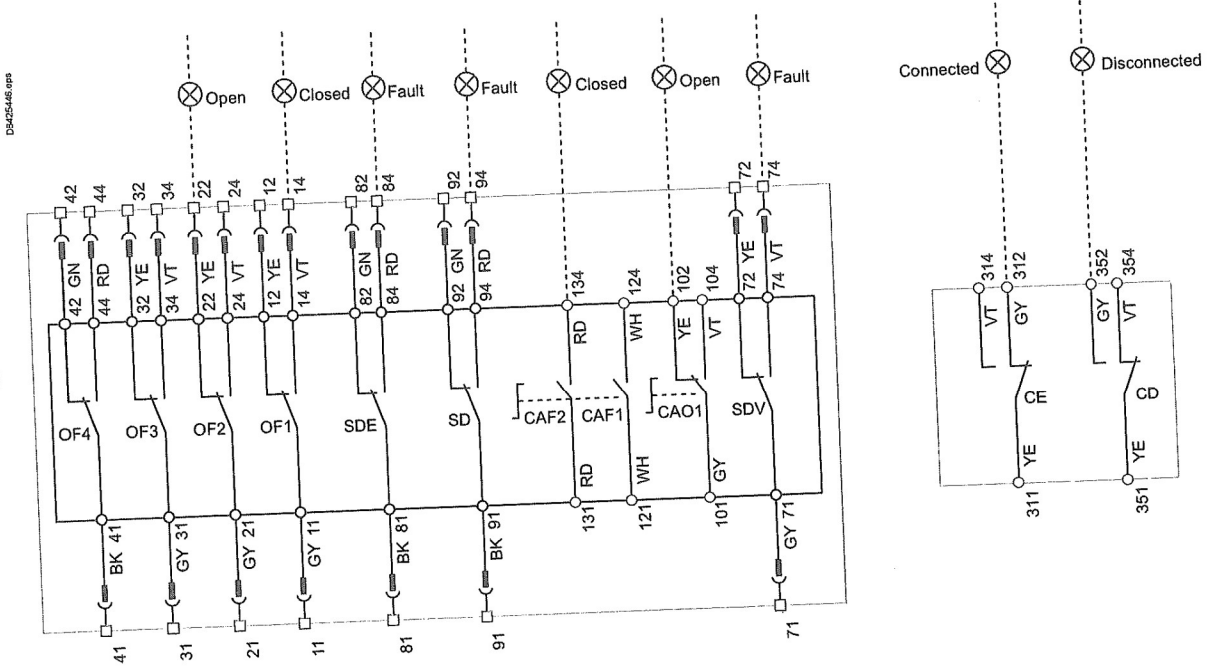 DB425446.eps
Open
Closed
Fault
Fault
Closed
Open
Fault
Connected
Disconnected
42
44
32
34
22
24
12
14
82
84
92
94
72
74
GN
RD
YE
VT
YE
VT
YE
VT
GN
RD
GN
RD
YE
VT
42
44
32
34
22
24
12
14
82
84
92
94
134
124
102
104
72
74
314
312
352
354
RD
WH
YE
VT
VT
GY
GY
VT
OF4
OF3
OF2
OF1
SDE
SD
CAF2
CAF1
CAO1
SDV
CE
CD
RD
WH
GY
YE
YE
BK 41
GY 31
GY 21
GY 11
BK 81
BK 91
131
121
101
GY 71
311
351
41
31
21
11
81
91
71